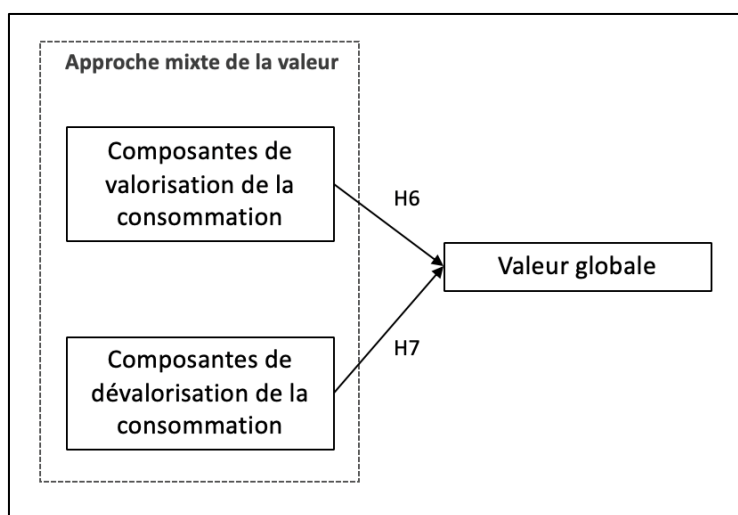 Approche mixte de la valeur
Composantes de
valorisation de la
consommation
H6
Valeur globale
Composantes de
dévalorisation de la
consommation
H7